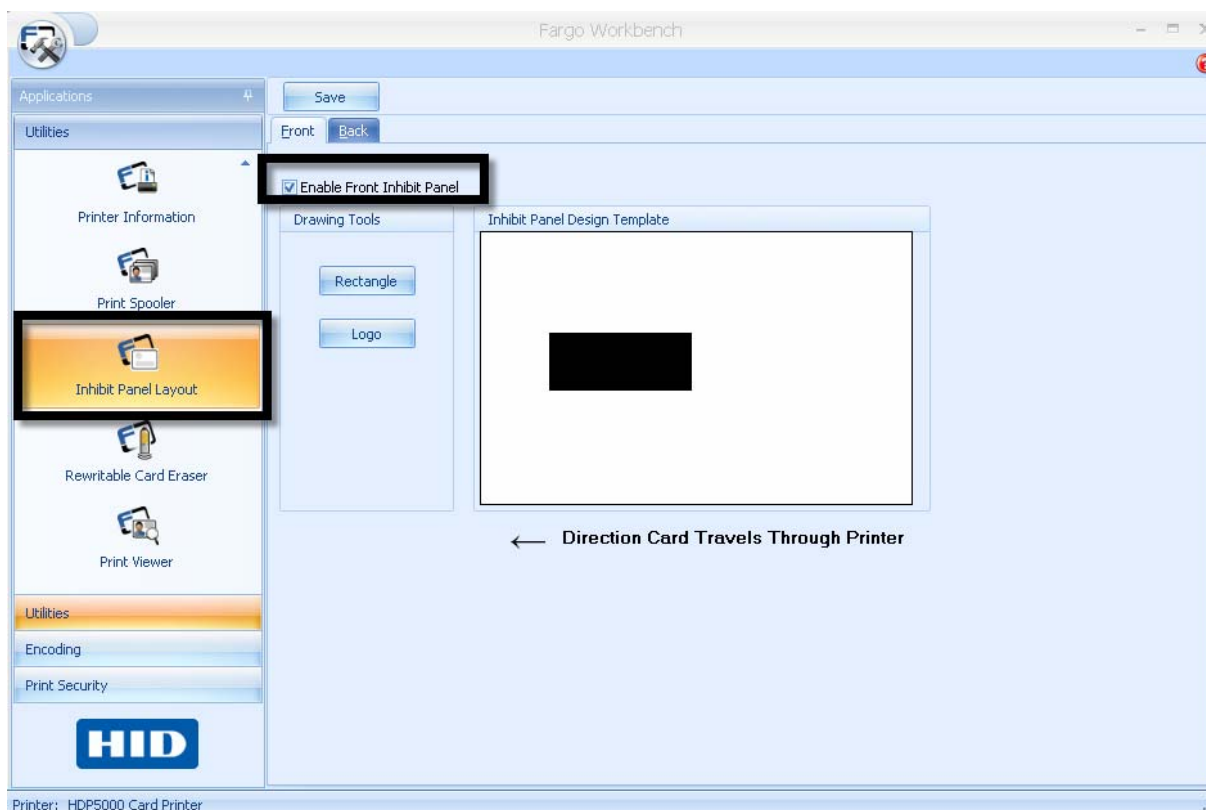 Fargo Workbench
Applications
Save
Utilities
Front Back
Enable Front Inhibit Panel
Printer Information
Drawing Tools
Inhibit Panel Design Template
Rectangle
Print Spooler
Logo
Inhibit Panel Layout
Rewritable Card Eraser
← Direction Card Travels Through Printer
Print Viewer
Utilities
Encoding
Print Security
HID
Printer: HDP5000 Card Printer